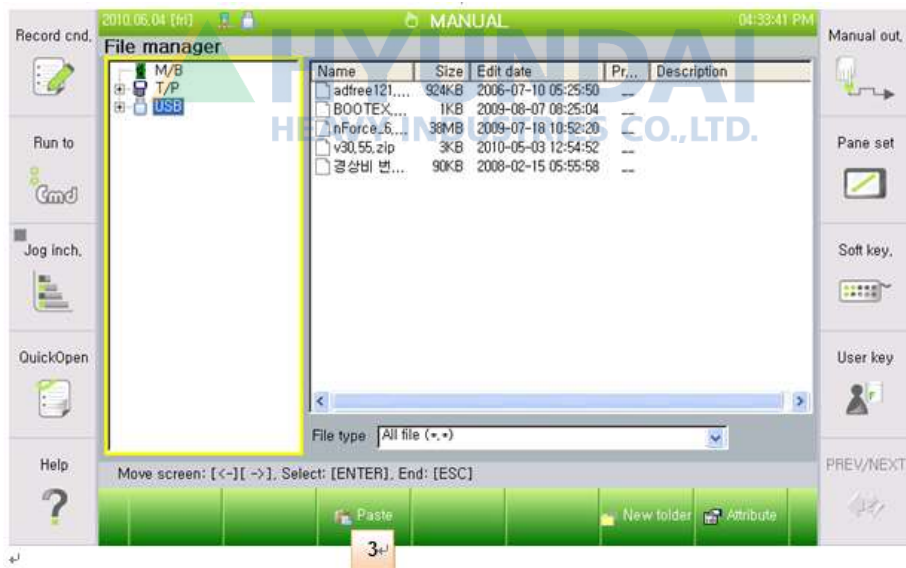 2010.06.04 (fri) MANUAL 04:33:41 PM
Record cnd.
Run to
Cmd
Jog inch.
QuickOpen
Help
File manager
M/B
T/P
USB
Name Size Edit date Pr... Description
adfree121.... 924KB 2006-07-10 05:25:50 --
BOOTEX.... 1KB 2009-08-07 08:25:04 --
nForce_6.... 38MB 2009-07-18 10:52:20 --
v30.55.zip 3KB 2010-05-03 12:54:52 --
경상비 번... 90KB 2008-02-15 05:55:58 --
HYUNDAI
HEAVY INDUSTRIES CO.,LTD.
File type All file (*.*)
Move screen: [<-][ ->], Select: [ENTER], End: [ESC]
Paste New folder Attribute
3
Manual out.
Pane set
Soft key.
User key
F
PREV/NEXT